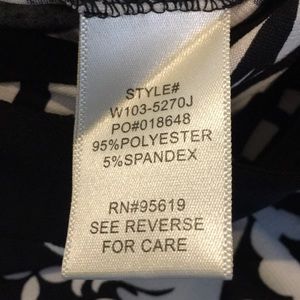 STYLE#
W103-5270J
PO#018648
95%POLYESTER
5%SPANDEX
RN#95619
SEE REVERSE
FOR CARE